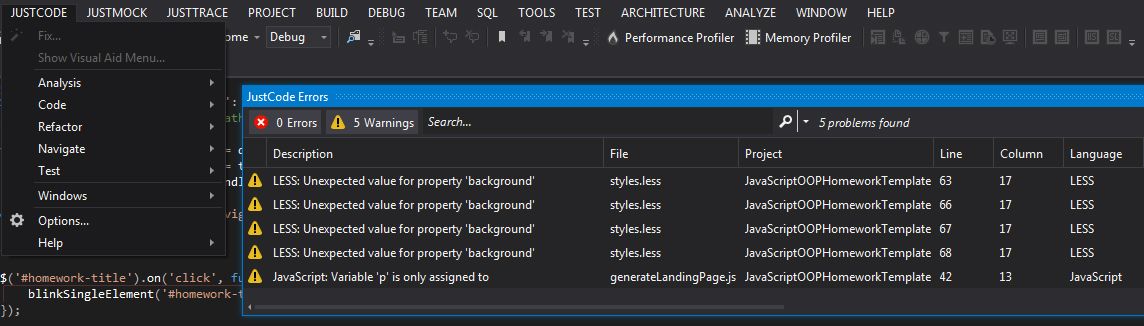 JUSTCODE JUSTMOCK JUSTTRACE PROJECT BUILD DEBUG TEAM SQL TOOLS TEST ARCHITECTURE ANALYZE WINDOW HELP
Fix...
Debug
Performance Profiler
Memory Profiler
Show Visual Aid Menu...
Analysis
Code
Refactor
Navigate
Test
Windows
Options...
Help
JustCode Errors
0 Errors 5 Warnings Search... 5 problems found
Description File Project Line Column Language
LESS: Unexpected value for property 'background' styles.less JavaScriptOOPHomeworkTemplate 63 17 LESS
LESS: Unexpected value for property 'background' styles.less JavaScriptOOPHomeworkTemplate 66 17 LESS
LESS: Unexpected value for property 'background' styles.less JavaScriptOOPHomeworkTemplate 67 17 LESS
LESS: Unexpected value for property 'background' styles.less JavaScriptOOPHomeworkTemplate 68 17 LESS
JavaScript: Variable 'p' is only assigned to generateLandingPage.js JavaScriptOOPHomeworkTemplate 42 13 JavaScript
$('#homework-title').on('click', fu
blinkSingleElement('#homework-t
});